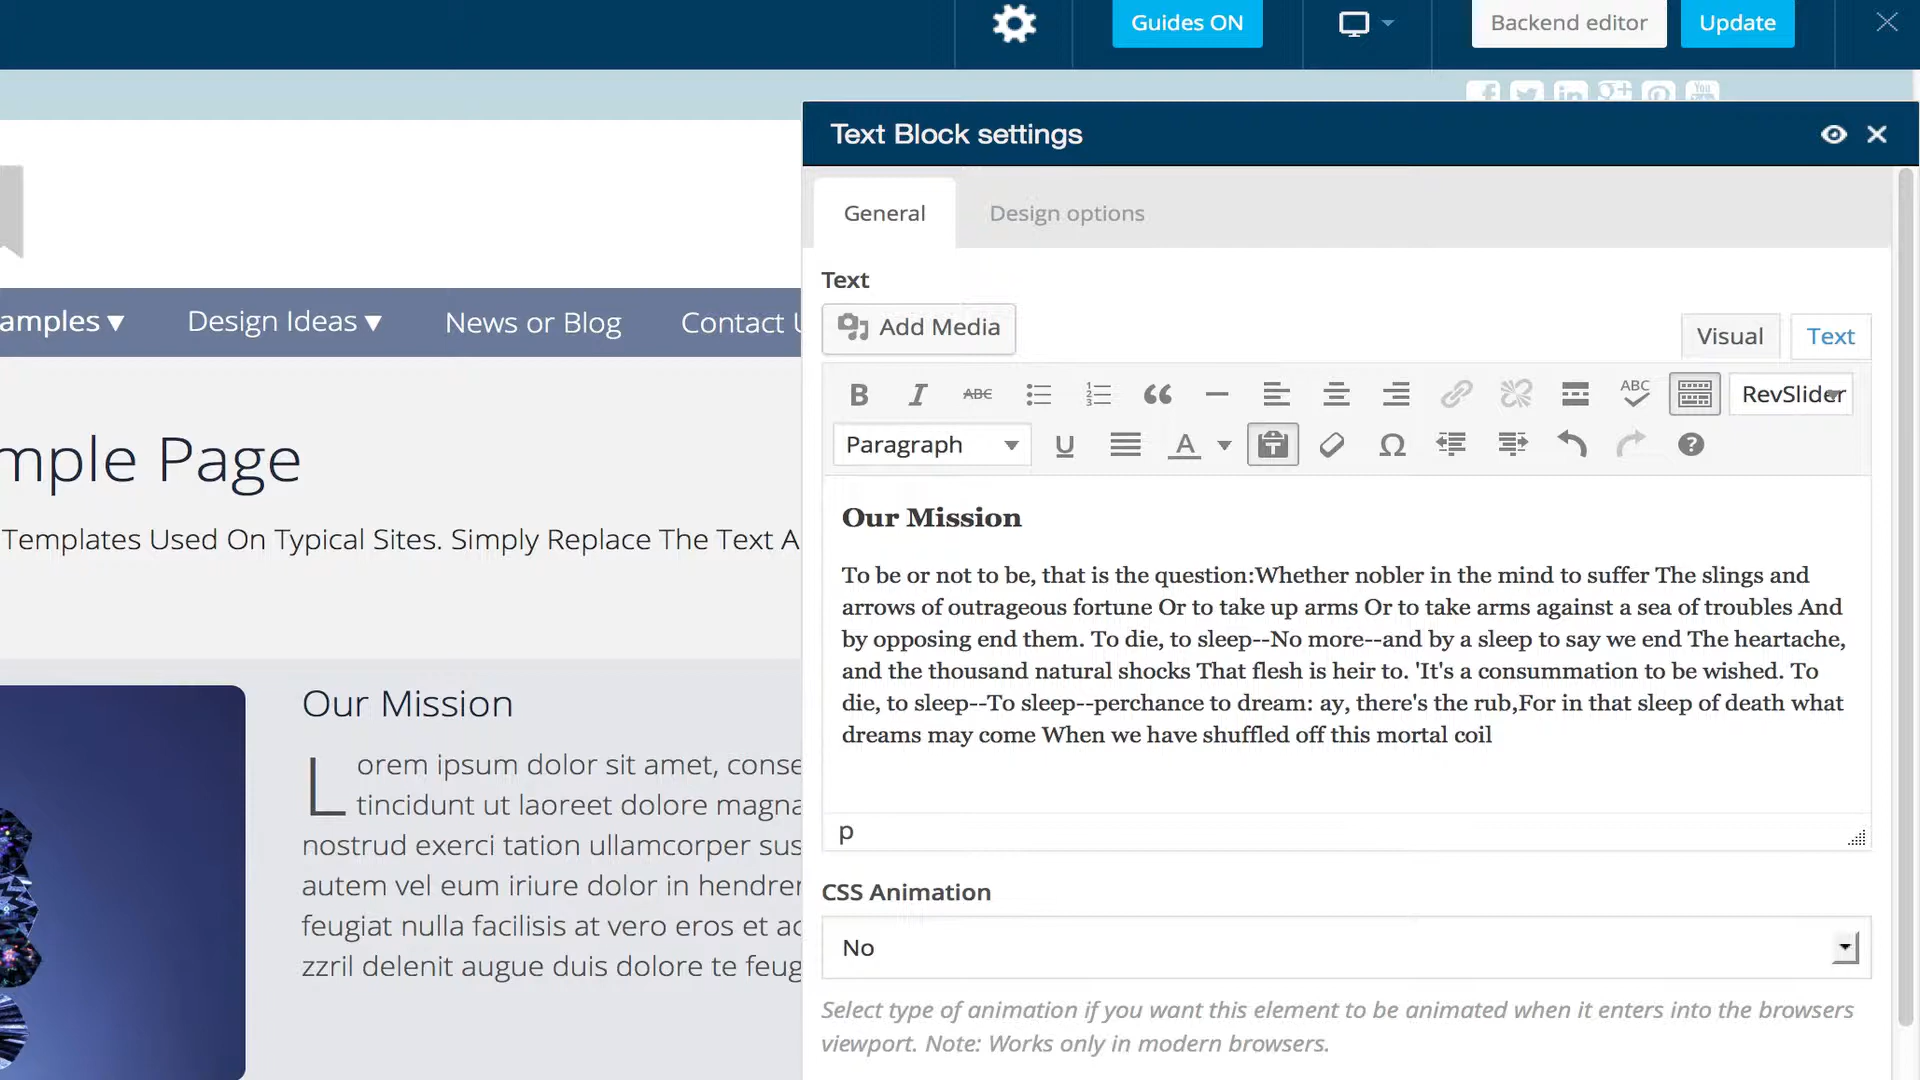 Guides ON
Backend editor
Update
f in g+ You
Text Block settings
General
Design options
Text
Add Media
Visual
Text
B I ABC ABC RevSlider
Paragraph U A T Ω ?
Our Mission
To be or not to be, that is the question:Whether nobler in the mind to suffer The slings and
arrows of outrageous fortune Or to take up arms Or to take arms against a sea of troubles And
by opposing end them. To die, to sleep--No more--and by a sleep to say we end The heartache,
and the thousand natural shocks That flesh is heir to. 'It's a consummation to be wished. To
die, to sleep--To sleep--perchance to dream: ay, there's the rub,For in that sleep of death what
dreams may come When we have shuffled off this mortal coil
p
CSS Animation
No
Select type of animation if you want this element to be animated when it enters into the browsers
viewport. Note: Works only in modern browsers.
amples ▼
Design Ideas ▼
News or Blog
Contact U
mple Page
Templates Used On Typical Sites. Simply Replace The Text A
Our Mission
Lorem ipsum dolor sit amet, conse
tincidunt ut laoreet dolore magna
nostrud exerci tation ullamcorper sus
autem vel eum iriure dolor in hendrer
feugiat nulla facilisis at vero eros et ac
zzril delenit augue duis dolore te feug